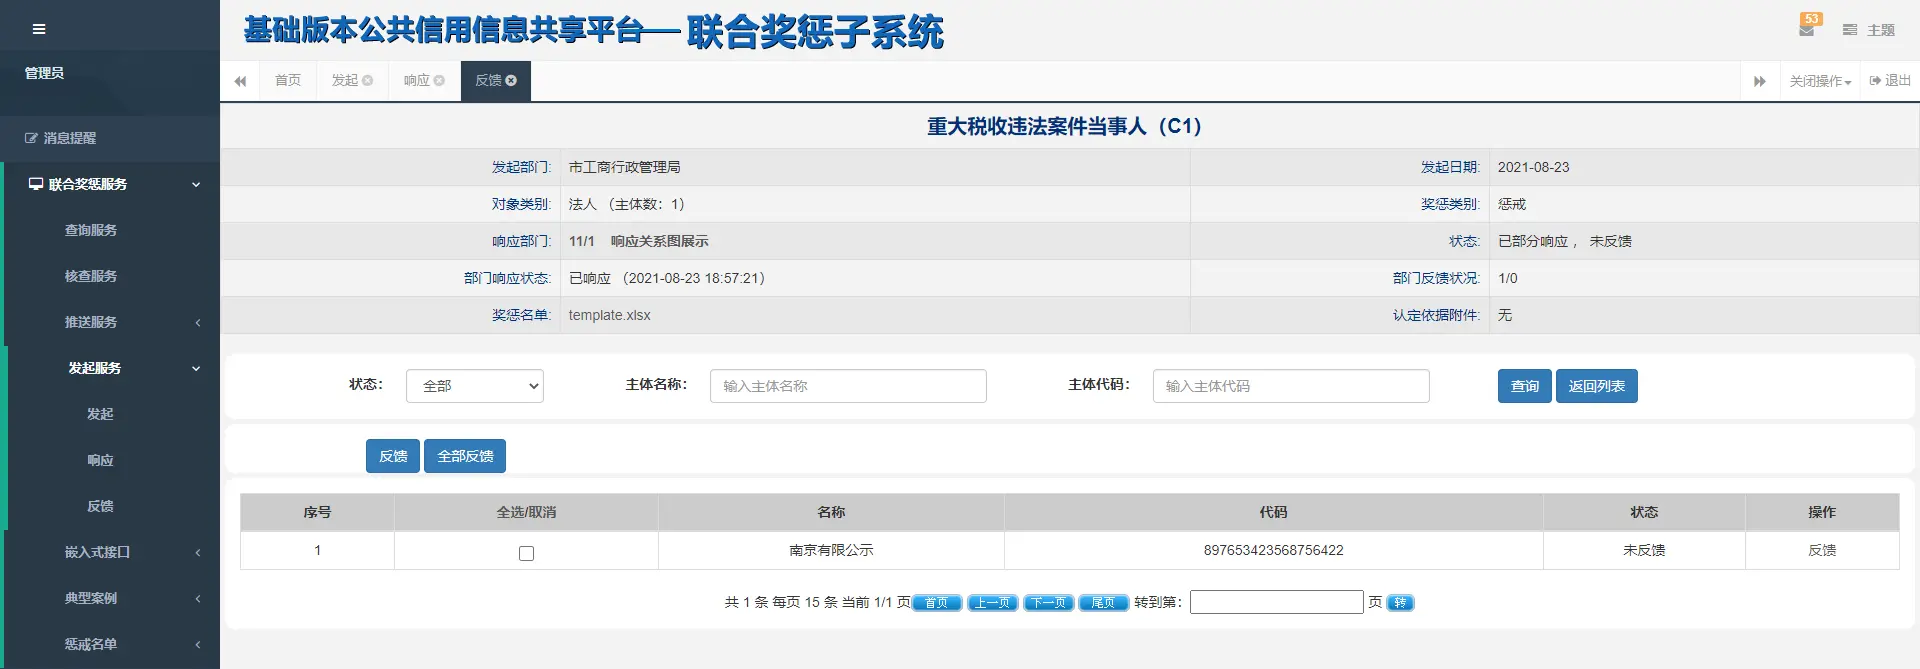 基础版本公共信用信息共享平台— 联合奖惩子系统
53
主题
管理员
首页 发起 响应 反馈 关闭操作 退出
消息提醒
联合奖惩服务
查询服务
核查服务
推送服务
发起服务
发起
响应
反馈
嵌入式接口
典型案例
惩戒名单
重大税收违法案件当事人（C1）
发起部门: 市工商行政管理局 发起日期: 2021-08-23
对象类别: 法人 （主体数：1） 奖惩类别: 惩戒
响应部门: 11/1 响应关系图展示 状态: 已部分响应 ， 未反馈
部门响应状态: 已响应 （2021-08-23 18:57:21） 部门反馈状况: 1/0
奖惩名单: template.xlsx 认定依据附件: 无
状态： 全部 主体名称： 输入主体名称 主体代码： 输入主体代码 查询 返回列表
反馈 全部反馈
序号 全选/取消 名称 代码 状态 操作
1 南京有限公示 897653423568756422 未反馈 反馈
共 1 条 每页 15 条 当前 1/1 页 首页 上一页 下一页 尾页 转到第： 页 转